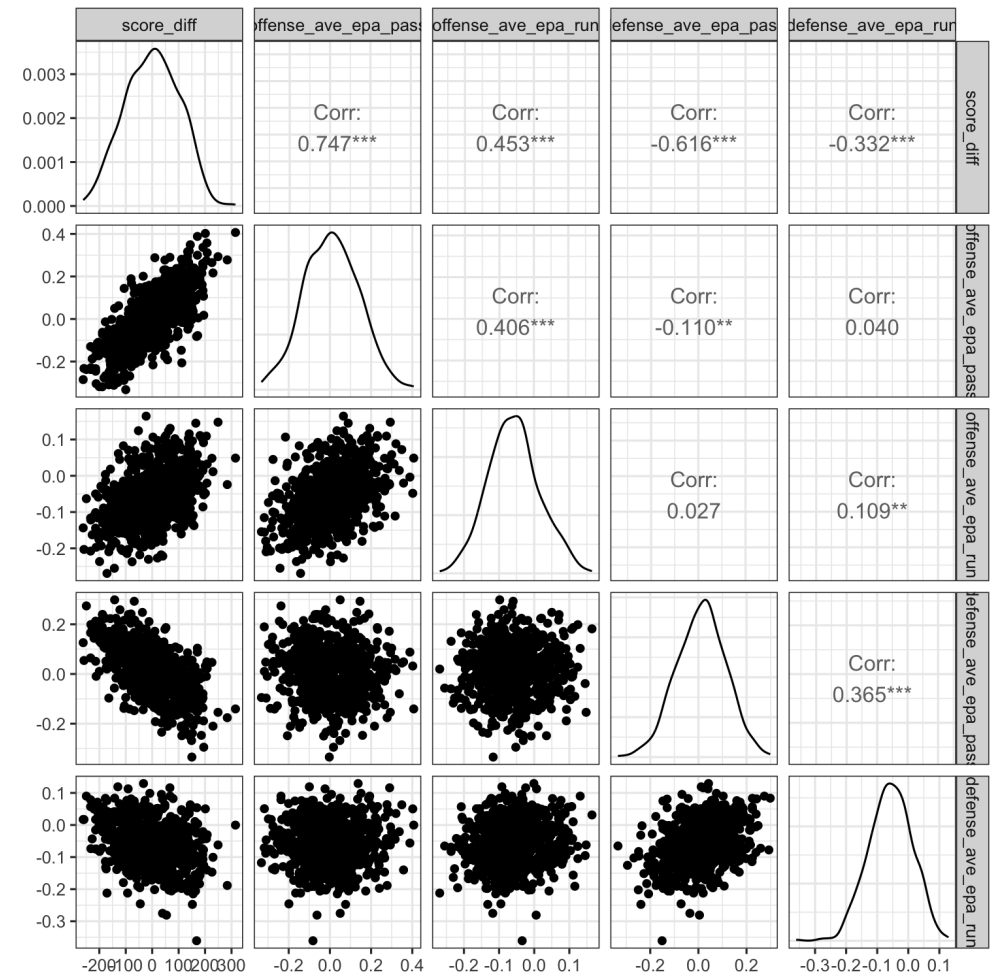 score_diff
offense_ave_epa_pass
offense_ave_epa_run
defense_ave_epa_pass
defense_ave_epa_run
0.003
0.002
0.001
0.000
Corr:
0.747***
Corr:
0.453***
Corr:
-0.616***
Corr:
-0.332***
score_diff
0.4
0.2
0.0
-0.2
Corr:
0.406***
Corr:
-0.110**
Corr:
0.040
offense_ave_epa_pass
0.1
0.0
-0.1
-0.2
Corr:
0.027
Corr:
0.109**
offense_ave_epa_run
0.2
0.0
-0.2
Corr:
0.365***
defense_ave_epa_pass
0.1
0.0
-0.1
-0.2
-0.3
defense_ave_epa_run
-200 -100 0 100 200 300
-0.2 0.0 0.2 0.4
-0.2 -0.1 0.0 0.1
-0.2 0.0 0.2
-0.3 -0.2 -0.1 0.0 0.1